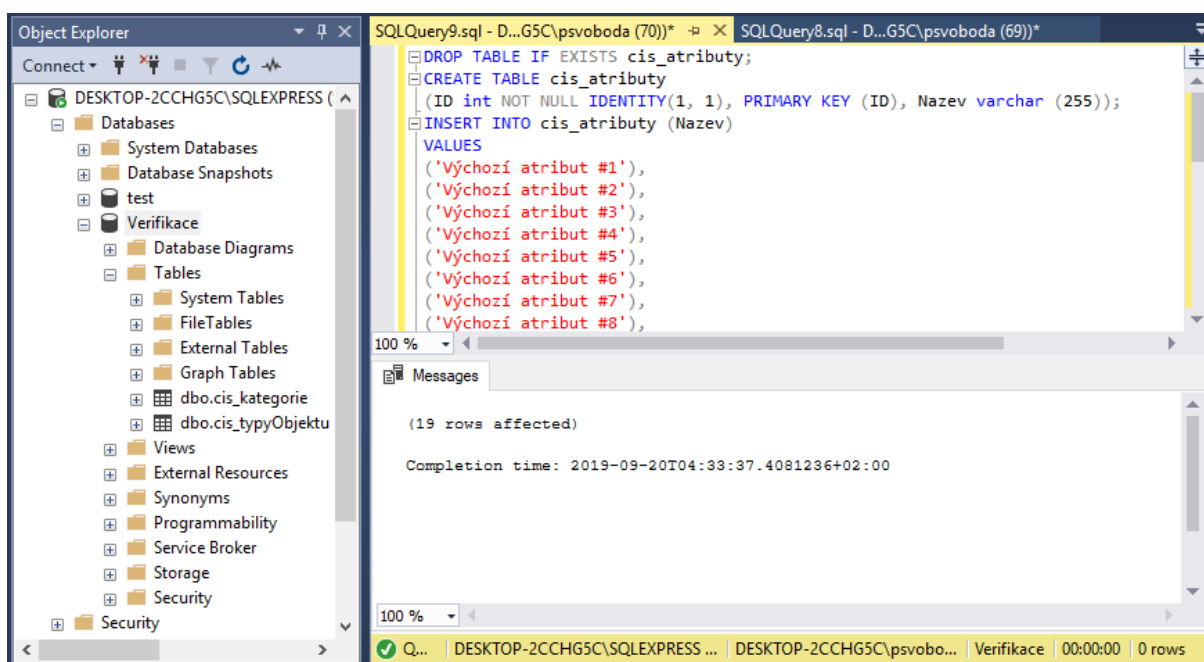 Object Explorer
Connect
DESKTOP-2CCHG5C\SQLEXPRESS (
Databases
System Databases
Database Snapshots
test
Verifikace
Database Diagrams
Tables
System Tables
FileTables
External Tables
Graph Tables
dbo.cis_kategorie
dbo.cis_typyObjektu
Views
External Resources
Synonyms
Programmability
Service Broker
Storage
Security
Security
SQLQuery9.sql - D...G5C\psvoboda (70))* SQLQuery8.sql - D...G5C\psvoboda (69))*
DROP TABLE IF EXISTS cis_atributy;
CREATE TABLE cis_atributy
(ID int NOT NULL IDENTITY(1, 1), PRIMARY KEY (ID), Nazev varchar (255));
INSERT INTO cis_atributy (Nazev)
VALUES
('Výchozí atribut #1'),
('Výchozí atribut #2'),
('Výchozí atribut #3'),
('Výchozí atribut #4'),
('Výchozí atribut #5'),
('Výchozí atribut #6'),
('Výchozí atribut #7'),
('Výchozí atribut #8'),
100 %
Messages
(19 rows affected)
Completion time: 2019-09-20T04:33:37.4081236+02:00
100 %
Q... DESKTOP-2CCHG5C\SQLEXPRESS ... DESKTOP-2CCHG5C\psvobo... Verifikace 00:00:00 0 rows